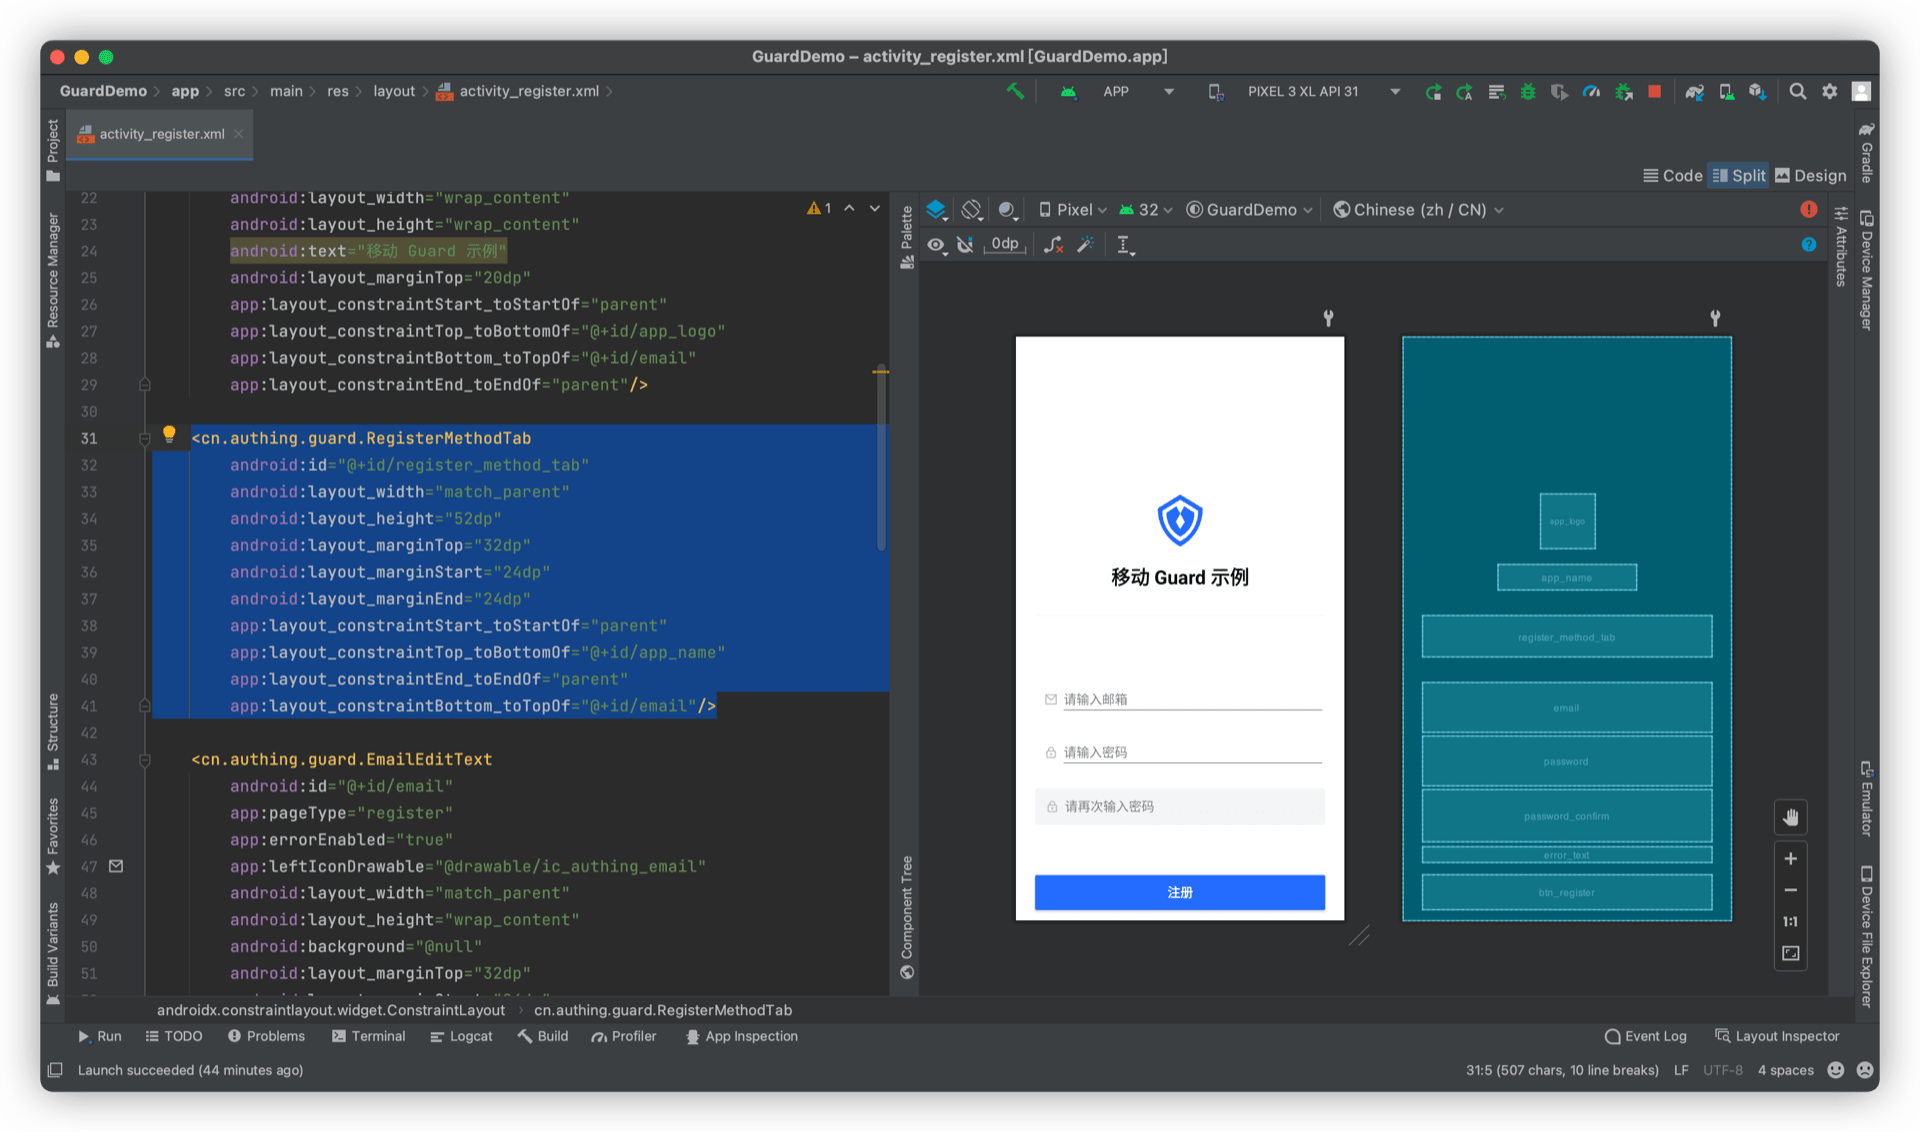 GuardDemo – activity_register.xml [GuardDemo.app]
GuardDemo app src main res layout activity_register.xml APP PIXEL 3 XL API 31
activity_register.xml
Project
Resource Manager
Structure
Favorites
Build Variants
Code Split Design
22 android:layout_width="wrap_content"
23 android:layout_height="wrap_content"
24 android:text="移动 Guard 示例"
25 android:layout_marginTop="20dp"
26 app:layout_constraintStart_toStartOf="parent"
27 app:layout_constraintTop_toBottomOf="@+id/app_logo"
28 app:layout_constraintBottom_toTopOf="@+id/email"
29 app:layout_constraintEnd_toEndOf="parent"/>
30
31 <cn.authing.guard.RegisterMethodTab
32 android:id="@+id/register_method_tab"
33 android:layout_width="match_parent"
34 android:layout_height="52dp"
35 android:layout_marginTop="32dp"
36 android:layout_marginStart="24dp"
37 android:layout_marginEnd="24dp"
38 app:layout_constraintStart_toStartOf="parent"
39 app:layout_constraintTop_toBottomOf="@+id/app_name"
40 app:layout_constraintEnd_toEndOf="parent"
41 app:layout_constraintBottom_toTopOf="@+id/email"/>
42
43 <cn.authing.guard.EmailEditText
44 android:id="@+id/email"
45 app:pageType="register"
46 app:errorEnabled="true"
47 app:leftIconDrawable="@drawable/ic_authing_email"
48 android:layout_width="match_parent"
49 android:layout_height="wrap_content"
50 android:background="@null"
51 android:layout_marginTop="32dp"
1
Palette
Component Tree
Pixel 32 GuardDemo Chinese (zh / CN)
0dp
移动 Guard 示例
请输入邮箱
请输入密码
请再次输入密码
注册
app_logo
app_name
register_method_tab
email
password
password_confirm
error_text
btn_register
1:1
Attributes
Gradle
Device Manager
Emulator
Device File Explorer
androidx.constraintlayout.widget.ConstraintLayout cn.authing.guard.RegisterMethodTab
Run TODO Problems Terminal Logcat Build Profiler App Inspection Event Log Layout Inspector
Launch succeeded (44 minutes ago) 31:5 (507 chars, 10 line breaks) LF UTF-8 4 spaces